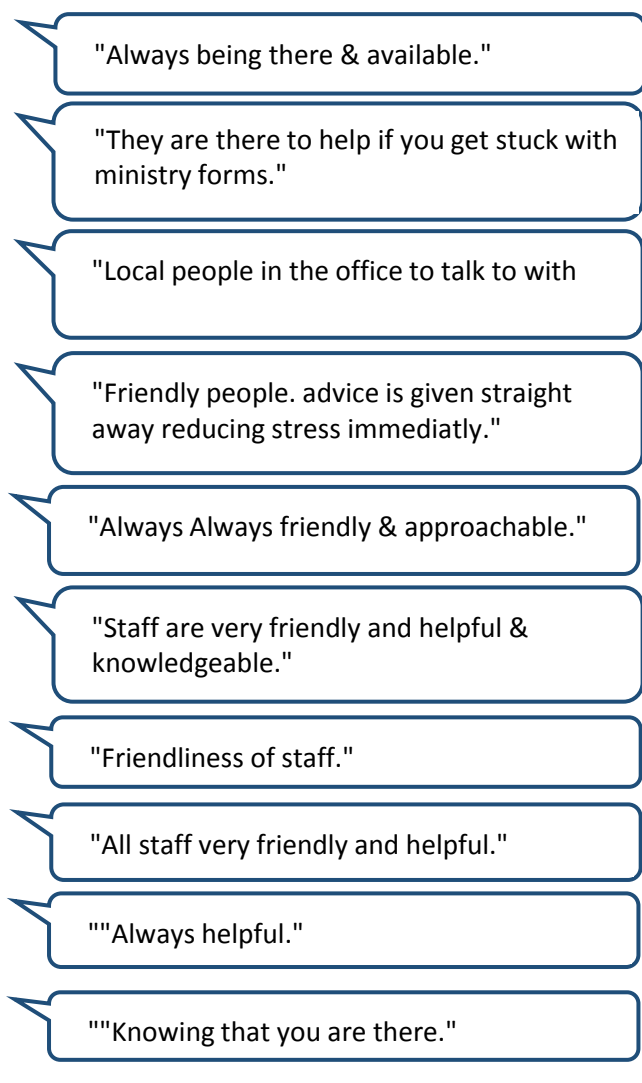 "Always being there & available."
"They are there to help if you get stuck with
ministry forms."
"Local people in the office to talk to with
"Friendly people. advice is given straight
away reducing stress immediatly."
"Always Always friendly & approachable."
"Staff are very friendly and helpful &
knowledgeable."
"Friendliness of staff."
"All staff very friendly and helpful."
""Always helpful."
""Knowing that you are there."